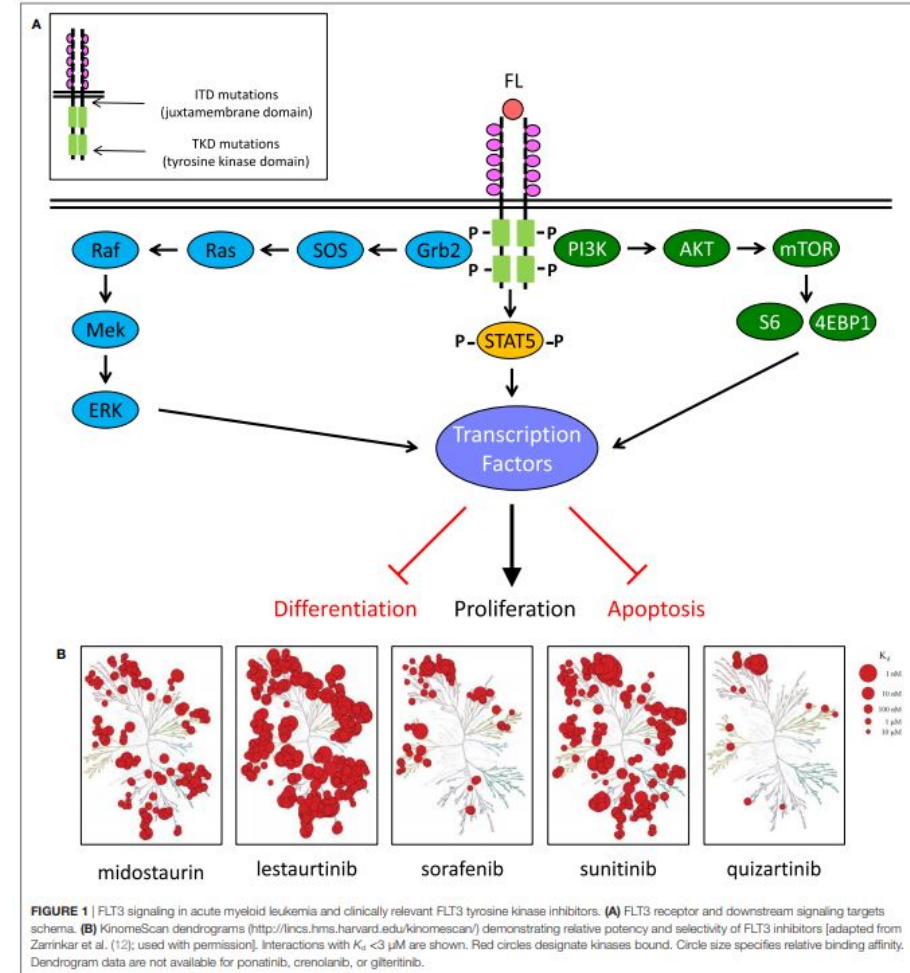 A
ITD mutations
(juxtamembrane domain)
TKD mutations
(tyrosine kinase domain)
FL
Raf Ras SOS Grb2 P P PI3K AKT mTOR
P P
Mek P STAT5 P S6 4EBP1
ERK
Transcription
Factors
Differentiation Proliferation Apoptosis
B
K_d
1 nM
10 nM
100 nM
1 µM
10 µM
midostaurin lestaurtinib sorafenib sunitinib quizartinib
FIGURE 1 | FLT3 signaling in acute myeloid leukemia and clinically relevant FLT3 tyrosine kinase inhibitors. (A) FLT3 receptor and downstream signaling targets
schema. (B) KinomeScan dendrograms (http://lincs.hms.harvard.edu/kinomescan/) demonstrating relative potency and selectivity of FLT3 inhibitors [adapted from
Zarrinkar et al. (12); used with permission]. Interactions with K_d <3 µM are shown. Red circles designate kinases bound. Circle size specifies relative binding affinity.
Dendrogram data are not available for ponatinib, crenolanib, or gilteritinib.